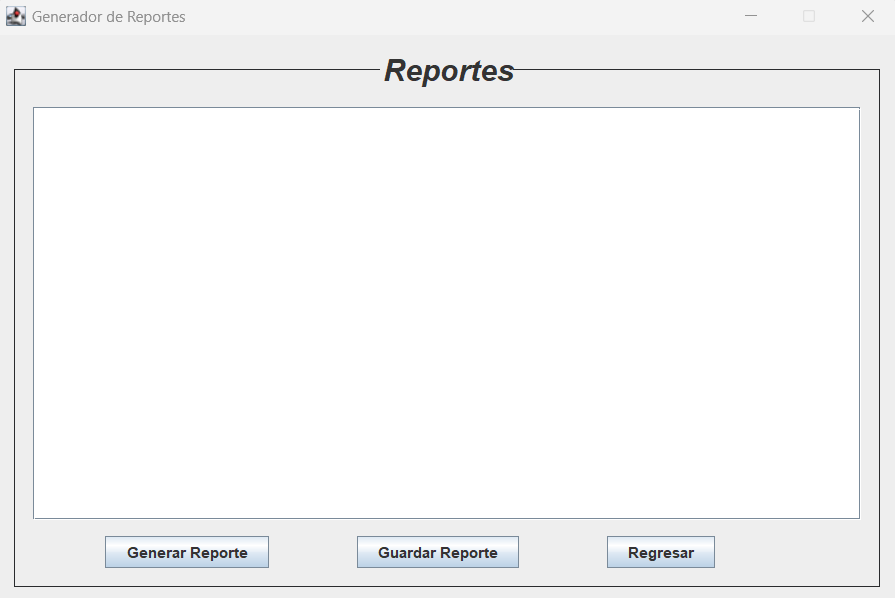 Generador de Reportes
Reportes
Generar Reporte
Guardar Reporte
Regresar